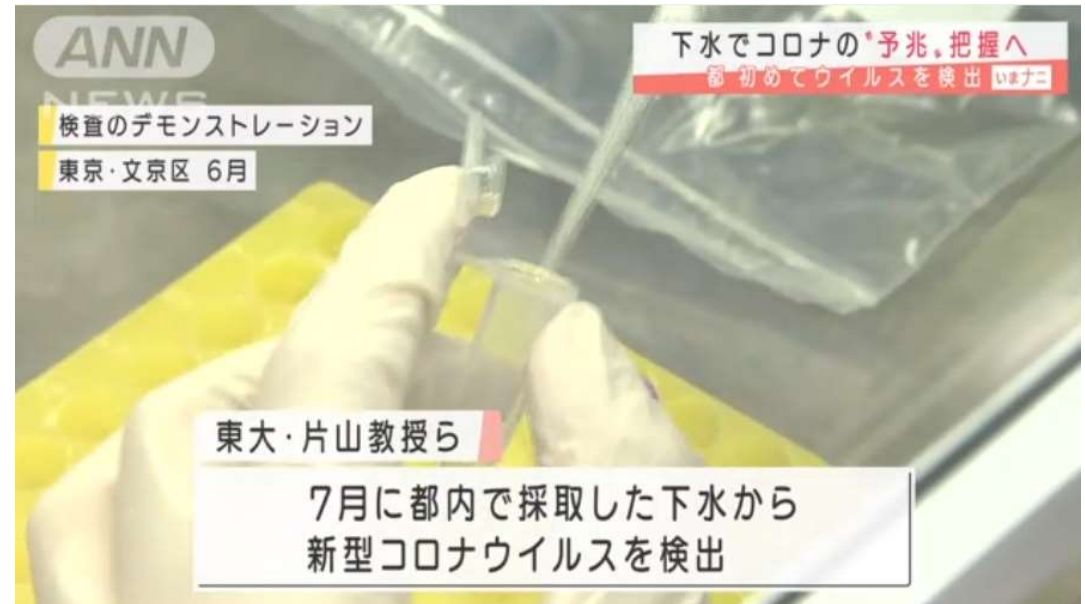 ANN
NEWS
下水でコロナの〝予兆〟把握へ
都 初めてウイルスを検出 いまナニ
検査のデモンストレーション
東京・文京区 6月
東大・片山教授ら
7月に都内で採取した下水から
新型コロナウイルスを検出